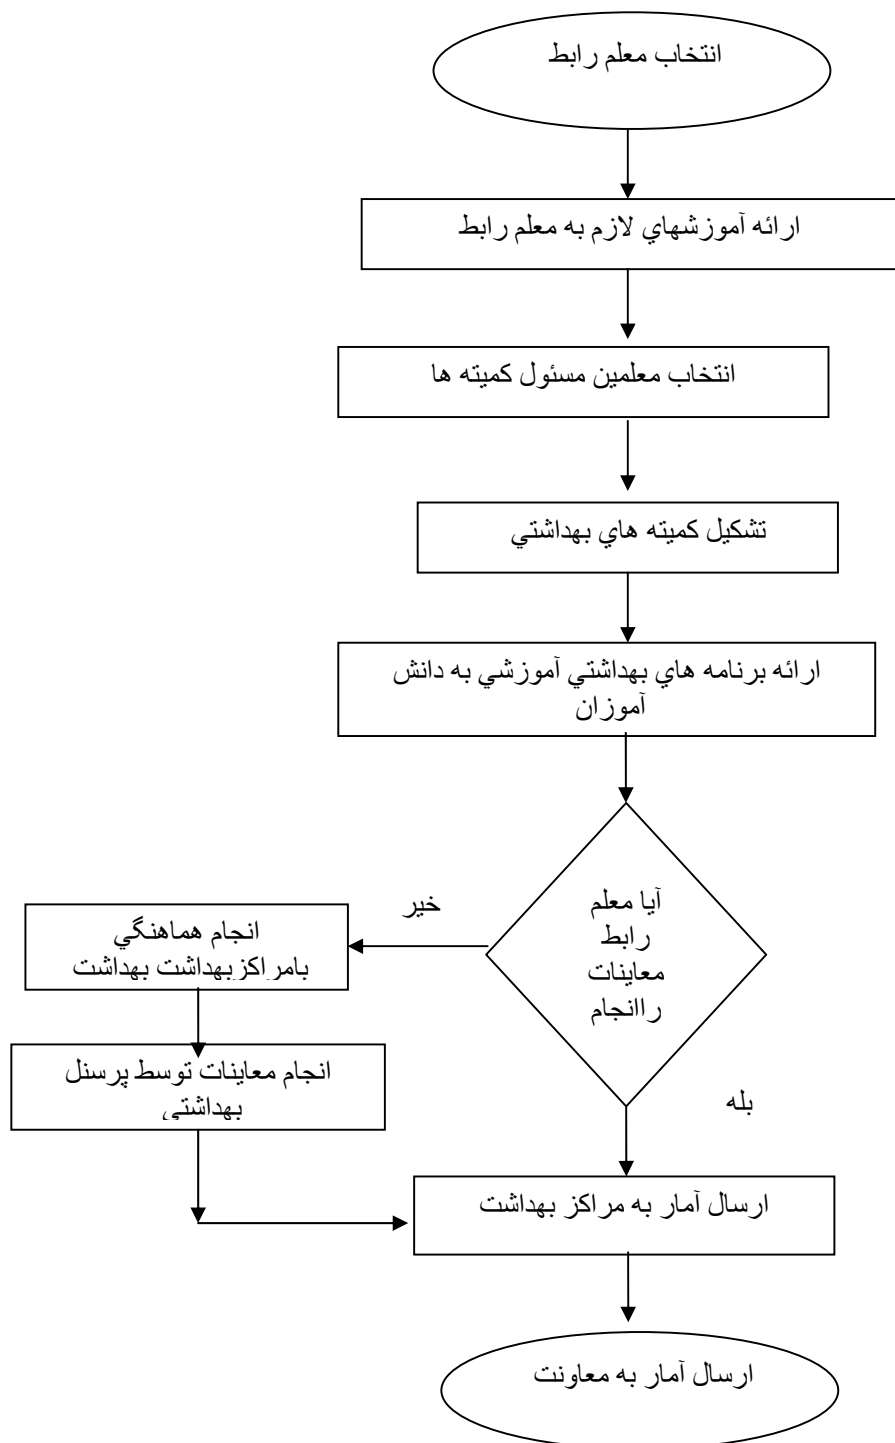 انتخاب معلم رابط
ارائه آموزشهاي لازم به معلم رابط
انتخاب معلمين مسئول كميته ها
تشكيل كميته هاي بهداشتي
ارائه برنامه هاي بهداشتي آموزشي به دانش
آموزان
آيا معلم
رابط
معاينات
راانجام
خير
انجام هماهنگي
بامراكزبهداشت بهداشت
انجام معاينات توسط پرسنل
بهداشتي
بله
ارسال آمار به مراكز بهداشت
ارسال آمار به معاونت